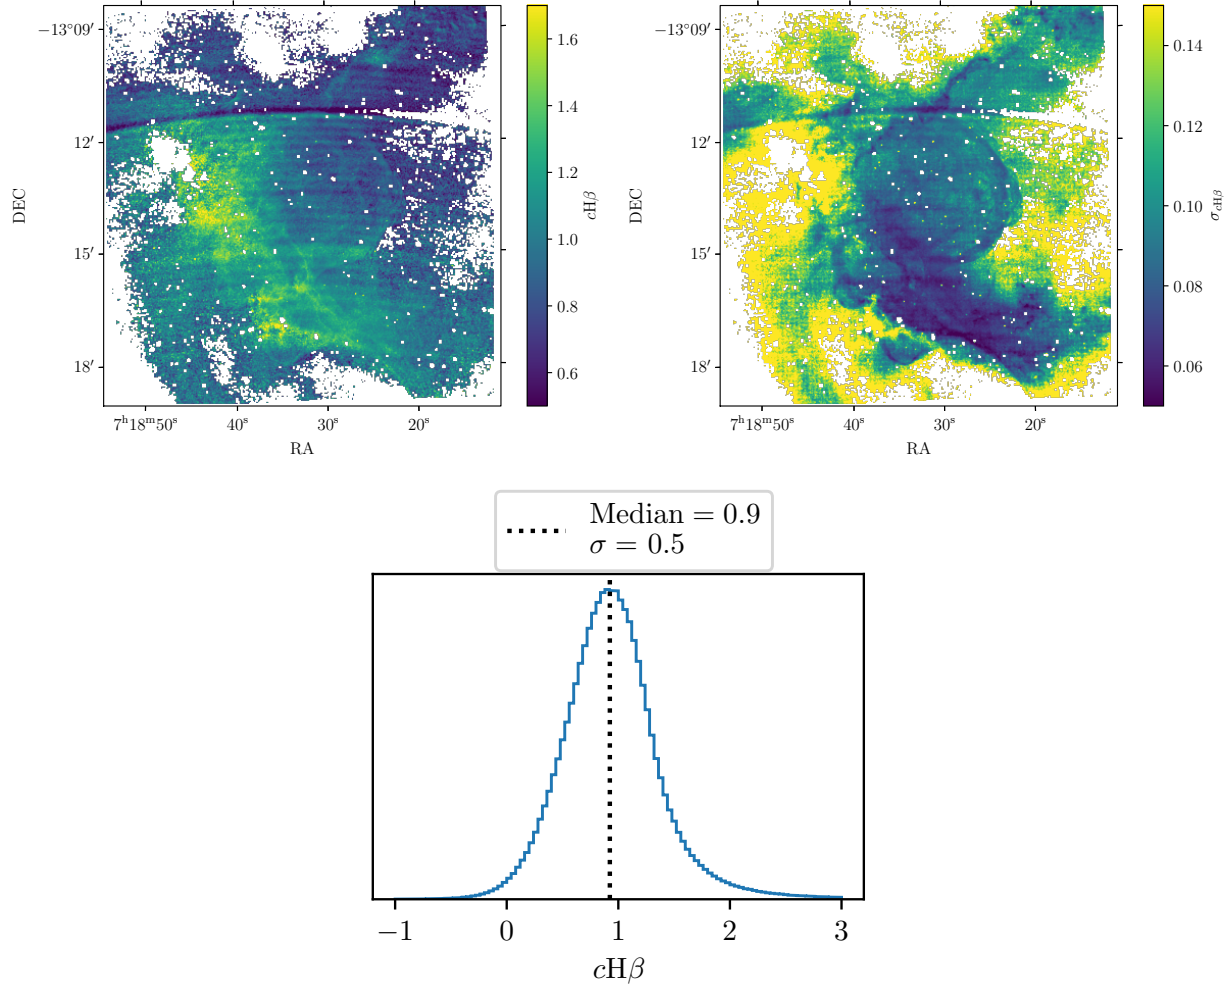 −13°09′
12′
15′
18′
DEC
7ʰ18ᵐ50ˢ
40ˢ
30ˢ
20ˢ
RA
1.6
1.4
1.2
1.0
0.8
0.6
cHβ
−13°09′
12′
15′
18′
DEC
7ʰ18ᵐ50ˢ
40ˢ
30ˢ
20ˢ
RA
0.14
0.12
0.10
0.08
0.06
σcHβ
Median = 0.9
σ = 0.5
−1 0 1 2 3
cHβ